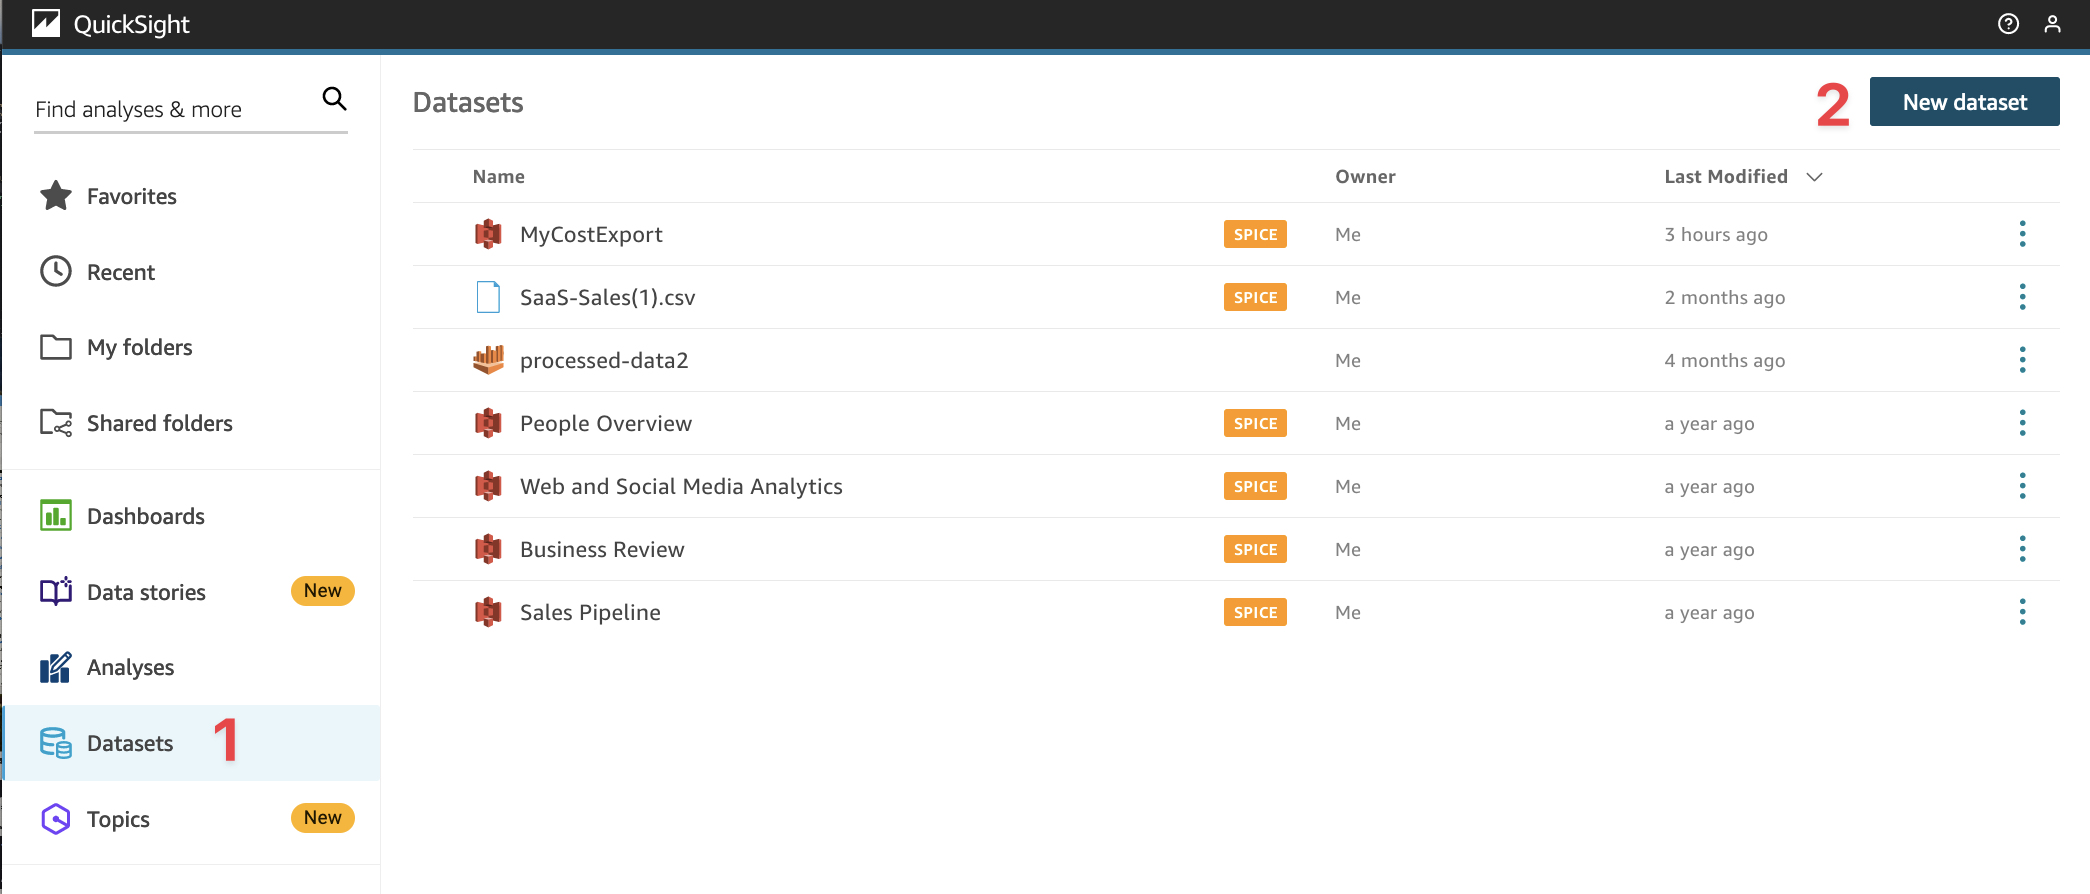 QuickSight
Find analyses & more
Favorites
Recent
My folders
Shared folders
Dashboards
Data stories New
Analyses
Datasets 1
Topics New
Datasets
2 New dataset
Name Owner Last Modified
MyCostExport SPICE Me 3 hours ago
SaaS-Sales(1).csv SPICE Me 2 months ago
processed-data2 Me 4 months ago
People Overview SPICE Me a year ago
Web and Social Media Analytics SPICE Me a year ago
Business Review SPICE Me a year ago
Sales Pipeline SPICE Me a year ago